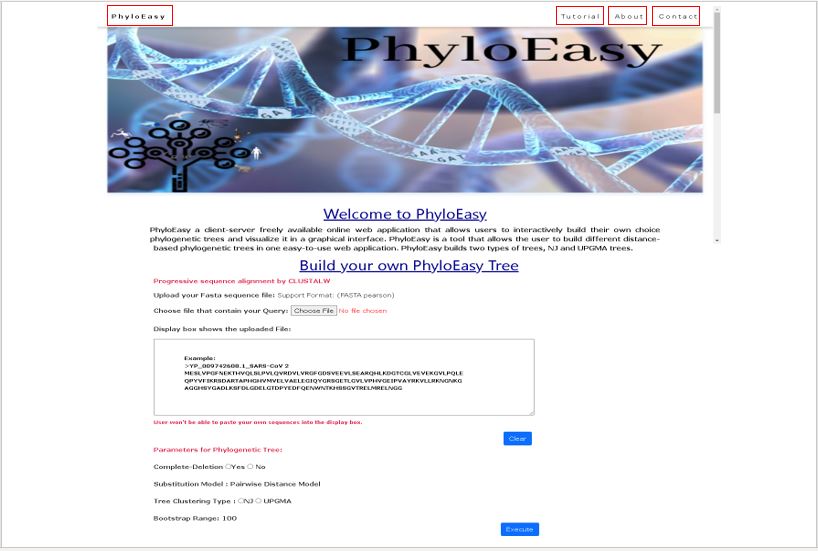 PhyloEasy
Tutorial
About
Contact
PhyloEasy
GA
Welcome to PhyloEasy
PhyloEasy a client-server freely available online web application that allows users to interactively build their own choice
phylogenetic trees and visualize it in a graphical interface. PhyloEasy is a tool that allows the user to build different distance-
based phylogenetic trees in one easy-to-use web application. PhyloEasy builds two types of trees, NJ and UPGMA trees.
Build your own PhyloEasy Tree
Progressive sequence alignment by CLUSTALW
Upload your Fasta sequence file: Support Format: (FASTA pearson)
Choose file that contain your Query: Choose File No file chosen
Display box shows the uploaded File:
Example:
>YP_009742608.1_SARS-CoV 2
MESLVPGFNEKTHVQLSLPVLQVRDVLVRGFGDSVEEVLSEARQHLKDGTCGLVEVEKGVLPQLE
QPYVFIKRSDARTAPHGHVMVELVAELEGIQYGRSGETLGVLVPHVGEIPVAYRKVLLRKNGNKG
AGGHSYGADLKSFDLGDELGTDPYEDFQENWNTKHSSGVTRELMRELNGG
User won't be able to paste your own sequences into the display box.
Clear
Parameters for Phylogenetic Tree:
Complete-Deletion Yes No
Substitution Model : Pairwise Distance Model
Tree Clustering Type : NJ UPGMA
Bootstrap Range: 100
Execute